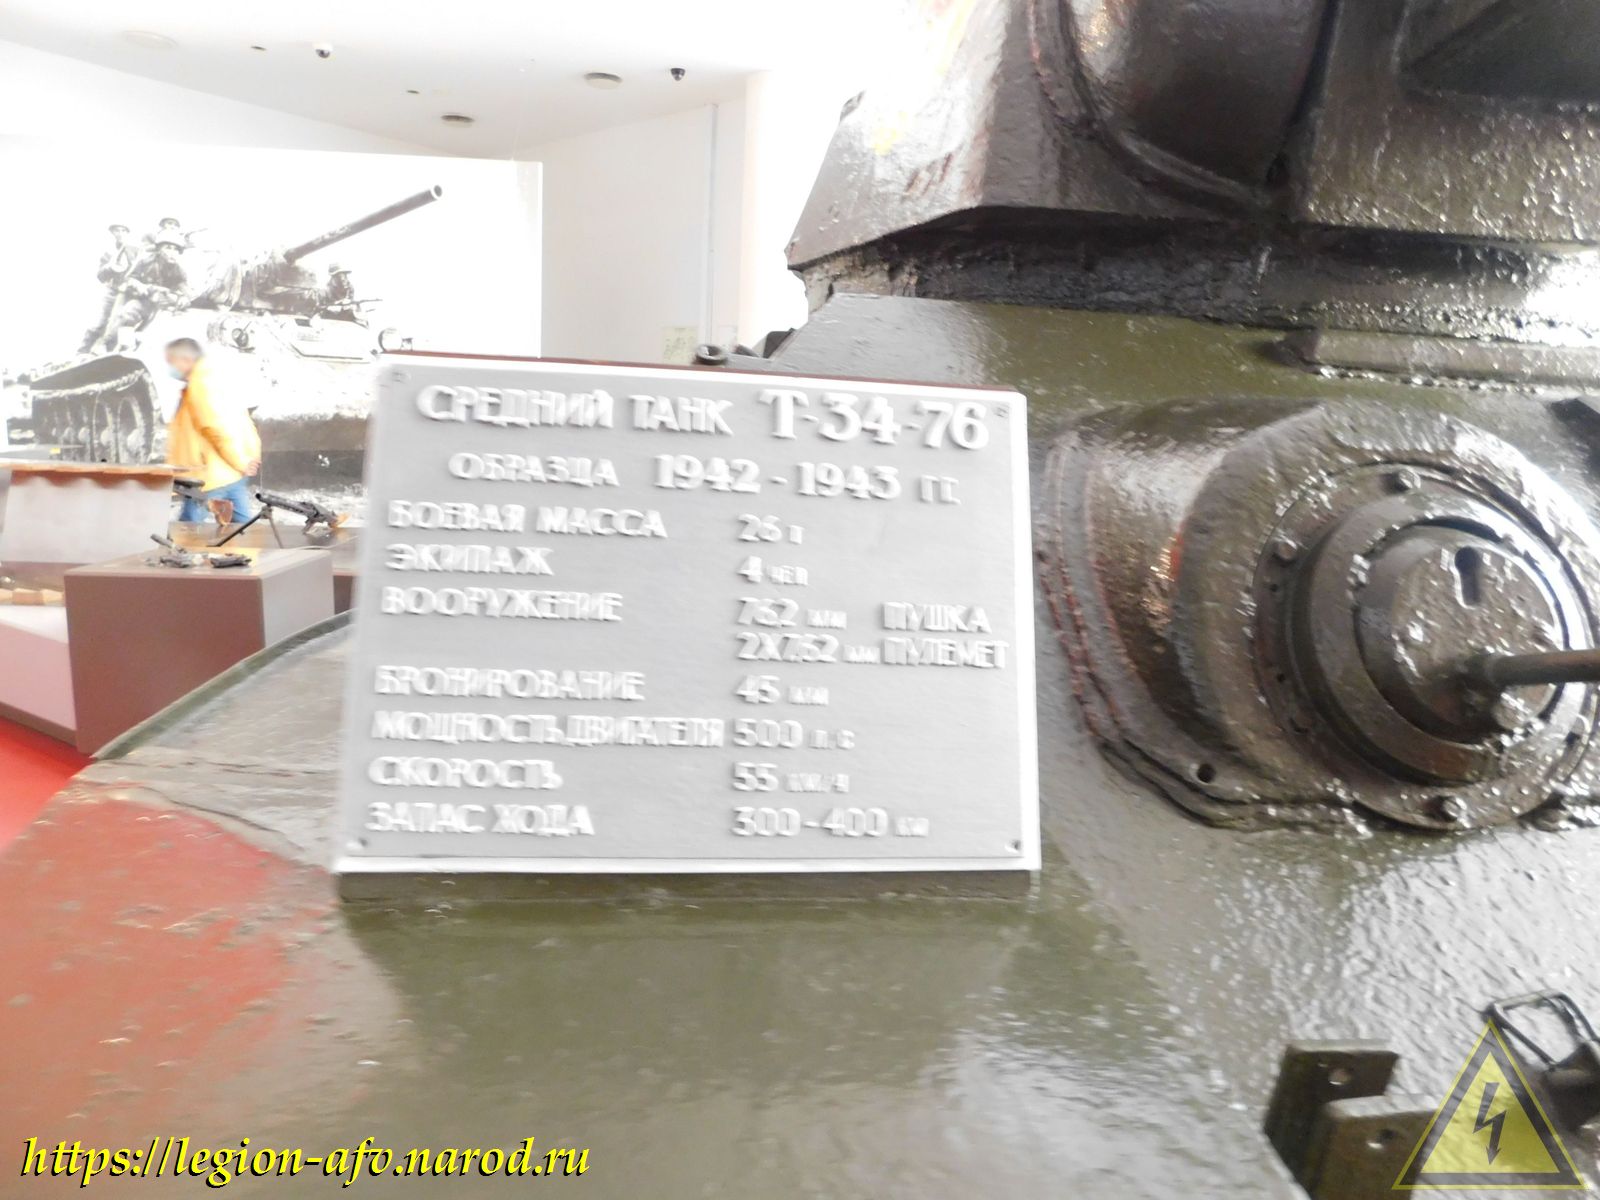 СРЕДНИЙ ТАНК Т-34-76
ОБРАЗЦА 1942-1943 ГГ.
БОЕВАЯ МАССА 26 т
ЭКИПАЖ 4 чел
ВООРУЖЕНИЕ 76,2 мм ПУШКА
2Х7,62 мм ПУЛЕМЕТ
БРОНИРОВАНИЕ 45 мм
МОЩНОСТЬ ДВИГАТЕЛЯ 500 л.с
СКОРОСТЬ 55 км/ч
ЗАПАС ХОДА 300-400 км
https://legion-afv.narod.ru